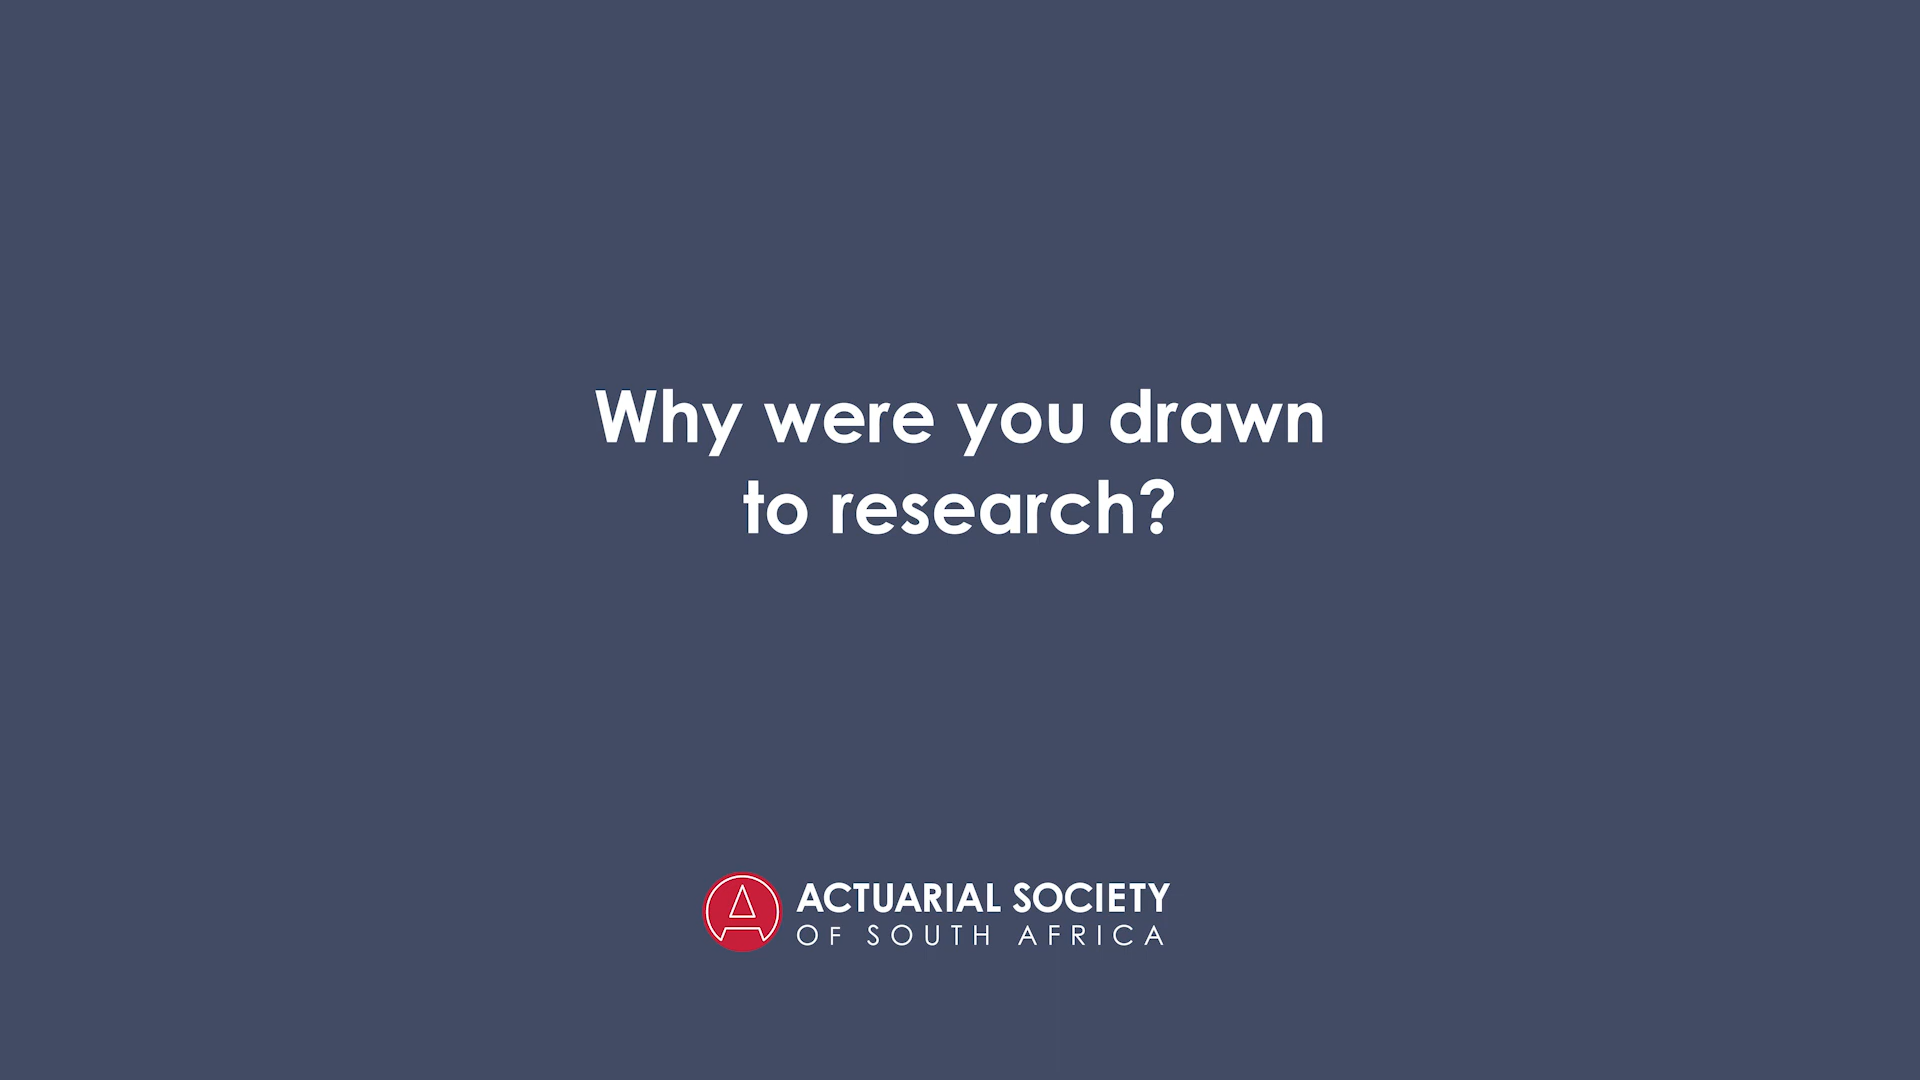 Why were you drawn
to research?
ACTUARIAL SOCIETY
OF SOUTH AFRICA